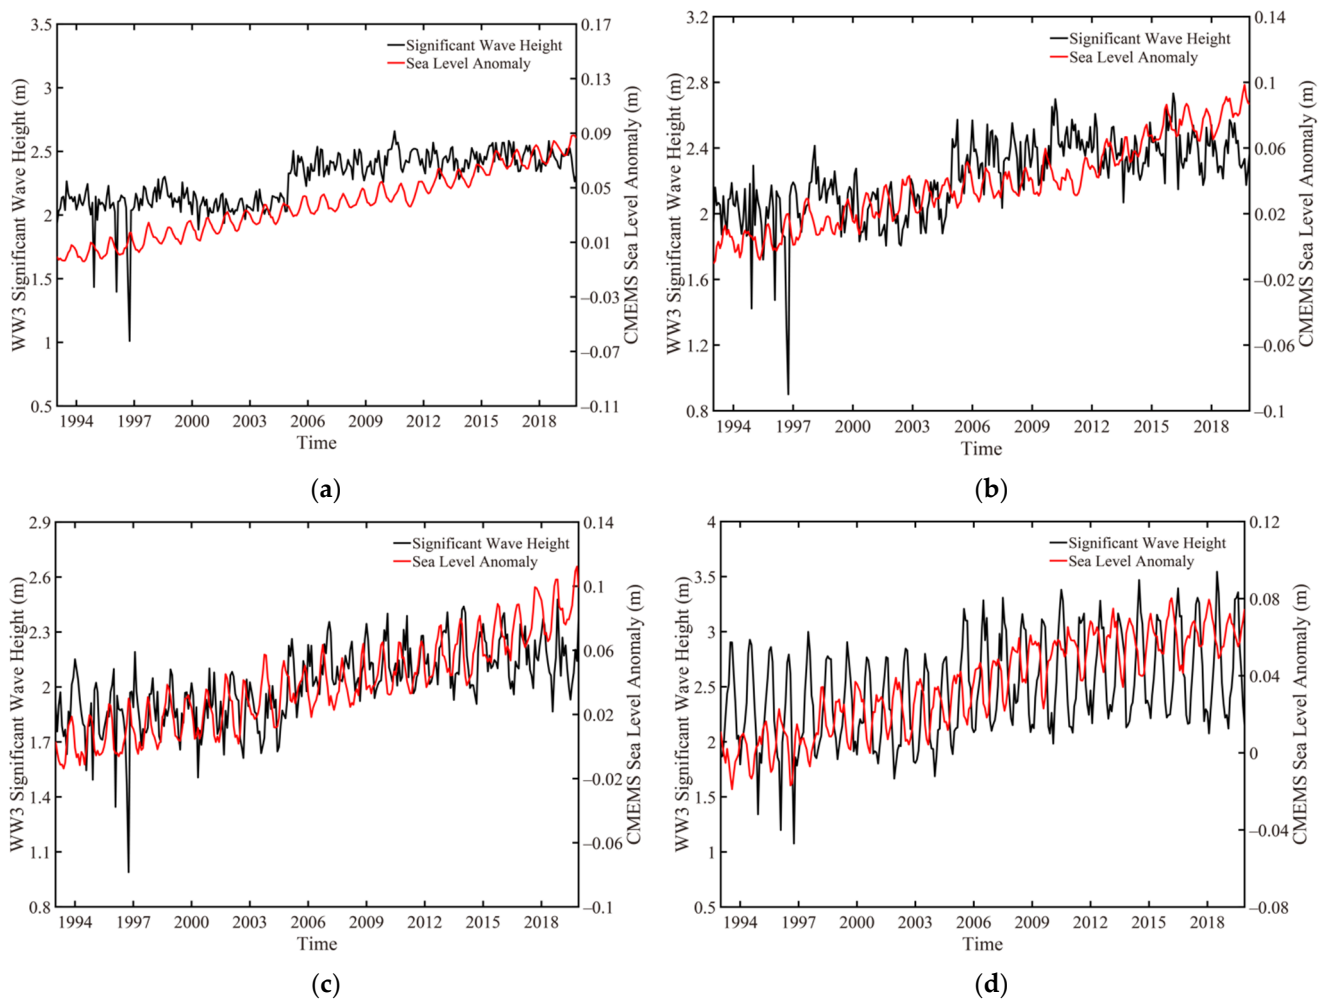 3.5
3
2.5
2
1.5
1
0.5
WW3 Significant Wave Height (m)
Significant Wave Height
Sea Level Anomaly
0.17
0.13
0.09
0.05
0.01
–0.03
–0.07
–0.11
CMEMS Sea Level Anomaly (m)
1994 1997 2000 2003 2006 2009 2012 2015 2018
Time
(a)
3.2
2.8
2.4
2
1.6
1.2
0.8
WW3 Significant Wave Height (m)
Significant Wave Height
Sea Level Anomaly
0.14
0.1
0.06
0.02
–0.02
–0.06
–0.1
CMEMS Sea Level Anomaly (m)
1994 1997 2000 2003 2006 2009 2012 2015 2018
Time
(b)
2.9
2.6
2.3
2
1.7
1.4
1.1
0.8
WW3 Significant Wave Height (m)
Significant Wave Height
Sea Level Anomaly
0.14
0.1
0.06
0.02
–0.02
–0.06
–0.1
CMEMS Sea Level Anomaly (m)
1994 1997 2000 2003 2006 2009 2012 2015 2018
Time
(c)
4
3.5
3
2.5
2
1.5
1
0.5
WW3 Significant Wave Height (m)
Significant Wave Height
Sea Level Anomaly
0.12
0.08
0.04
0
–0.04
–0.08
CMEMS Sea Level Anomaly (m)
1994 1997 2000 2003 2006 2009 2012 2015 2018
Time
(d)